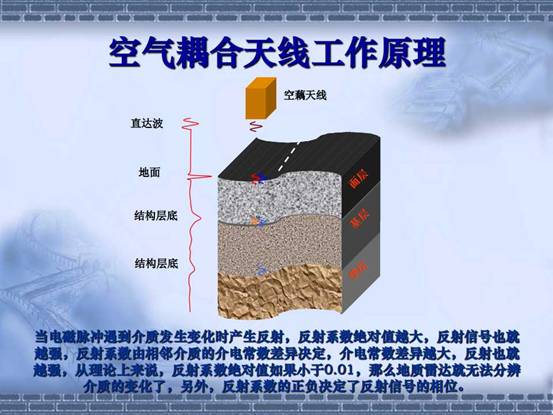 空气耦合天线工作原理
空藕天线
直达波
地面
面层
结构层底
基层
结构层底
当电磁脉冲遇到介质发生变化时产生反射，反射系数绝对值越大，反射信号也就
越强，反射系数由相邻介质的介电常数差异决定，介电常数差异越大，反射也就
越强，从理论上来说，反射系数绝对值如果小于0.01，那么地质雷达就无法分辨
介质的变化了，另外，反射系数的正负决定了反射信号的相位。